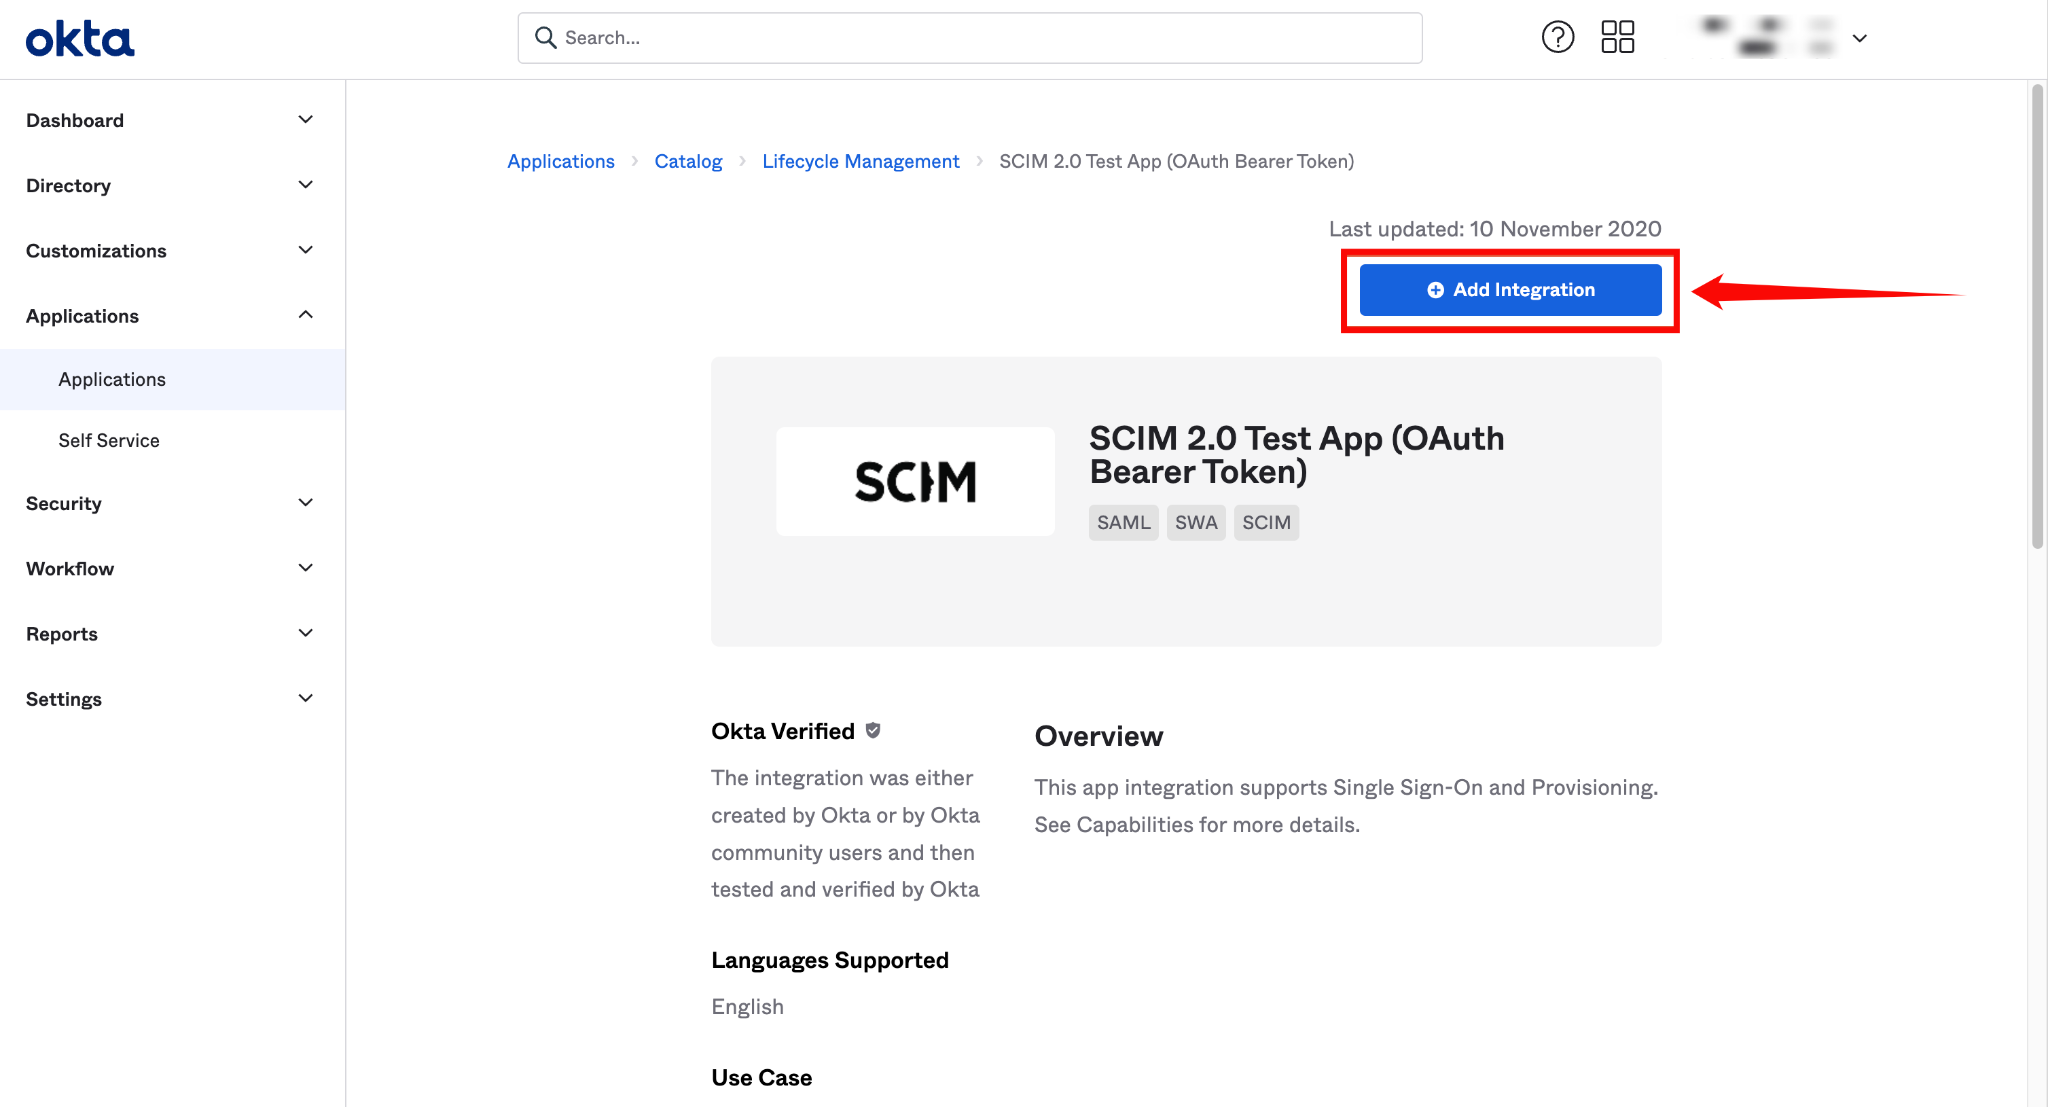 okta
Search...
Dashboard
Directory
Customizations
Applications
Applications
Self Service
Security
Workflow
Reports
Settings
Applications > Catalog > Lifecycle Management > SCIM 2.0 Test App (OAuth Bearer Token)
Last updated: 10 November 2020
Add Integration
SCIM
SCIM 2.0 Test App (OAuth
Bearer Token)
SAML SWA SCIM
Okta Verified
The integration was either
created by Okta or by Okta
community users and then
tested and verified by Okta
Languages Supported
English
Use Case
Overview
This app integration supports Single Sign-On and Provisioning.
See Capabilities for more details.